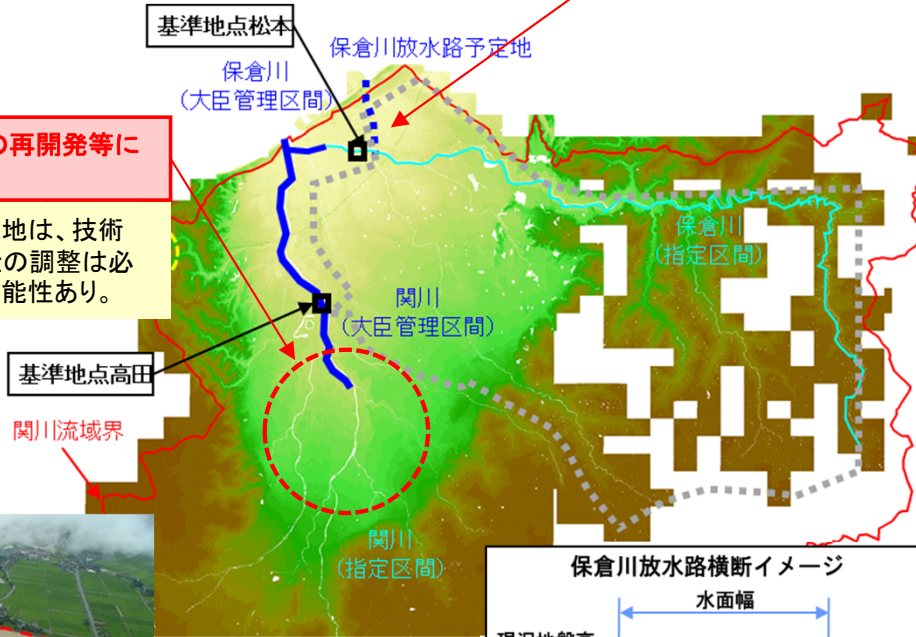 基準地点松本
保倉川放水路予定地
保倉川
（大臣管理区間）
の再開発等に
地は、技術
の調整は必
能性あり。
保倉川
（指定区間）
関川
（大臣管理区間）
基準地点高田
関川流域界
関川
（指定区間）
保倉川放水路横断イメージ
水面幅